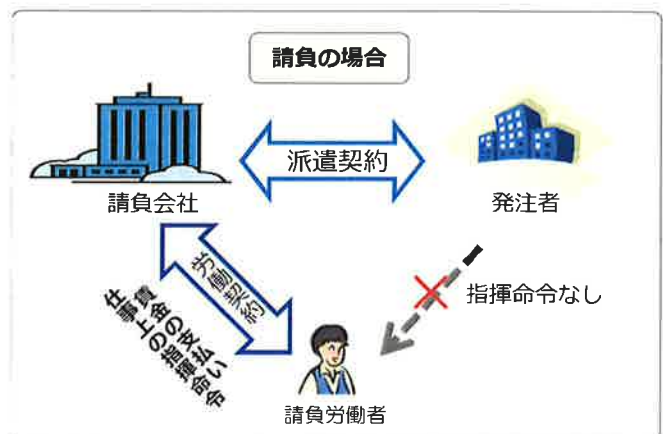 請負の場合
派遣契約
請負会社
発注者
労働契約
賃金の支払い
仕事上の指揮命令
指揮命令なし
請負労働者